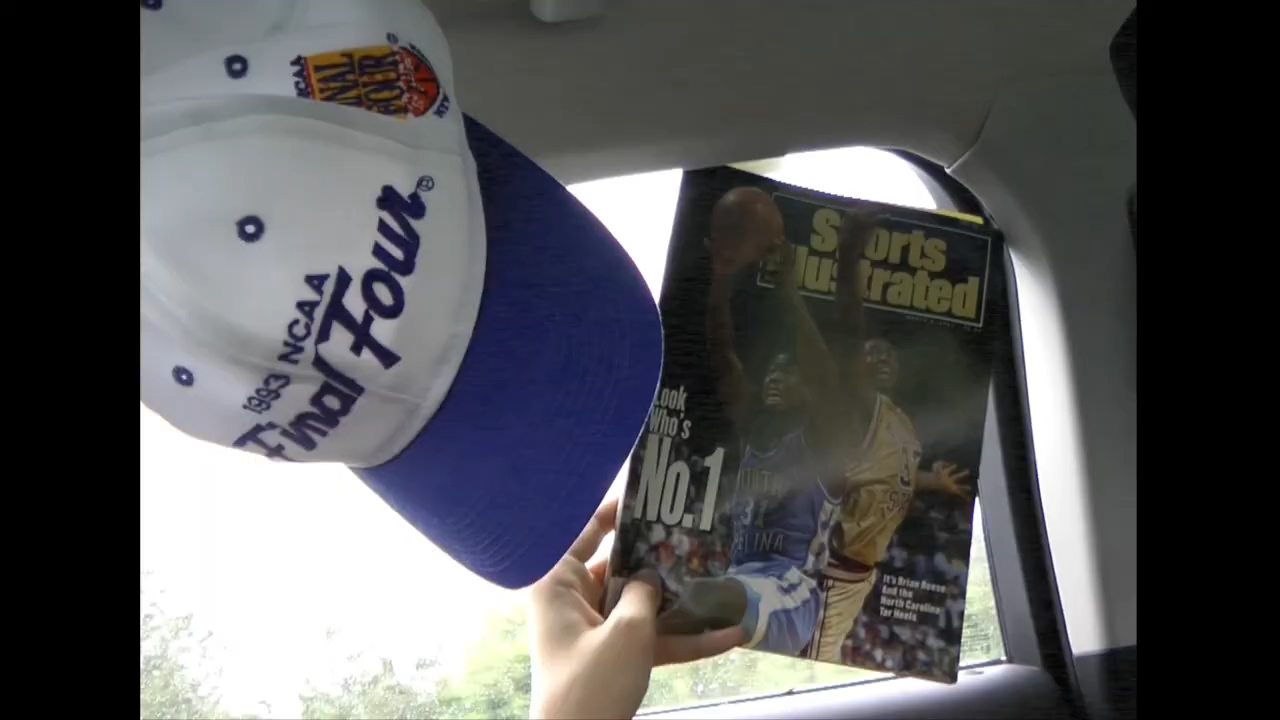 NCAA
FINAL
FOUR
1993 NCAA
Final Four®
Sports
Illustrated
Look
Who's
No.1
31
It's Brian Reese
And the
North Carolina
Tar Heels